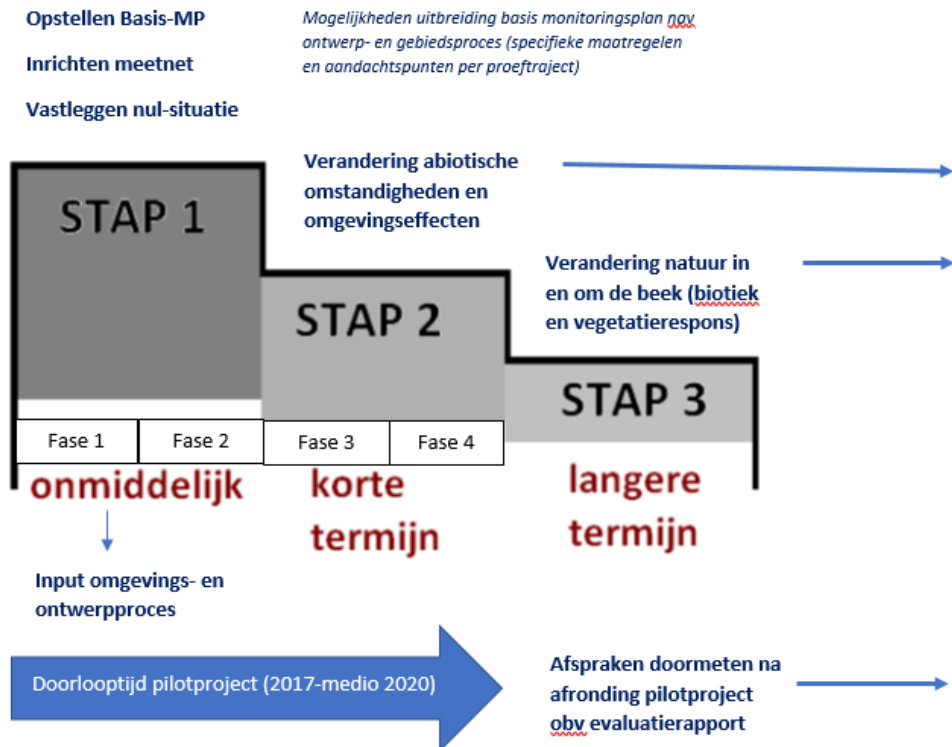 Opstellen Basis-MP
Inrichten meetnet
Vastleggen nul-situatie
Mogelijkheden uitbreiding basis monitoringsplan nav
ontwerp- en gebiedsproces (specifieke maatregelen
en aandachtspunten per proeftraject)
STAP 1
Verandering abiotische
omstandigheden en
omgevingseffecten
STAP 2
Verandering natuur in
en om de beek (biotiek
en vegetatierespons)
STAP 3
Fase 1
Fase 2
Fase 3
Fase 4
onmiddelijk
korte
termijn
langere
termijn
Input omgevings- en
ontwerpproces
Doorlooptijd pilotproject (2017-medio 2020)
Afspraken doormeten na
afronding pilotproject
obv evaluatierapport